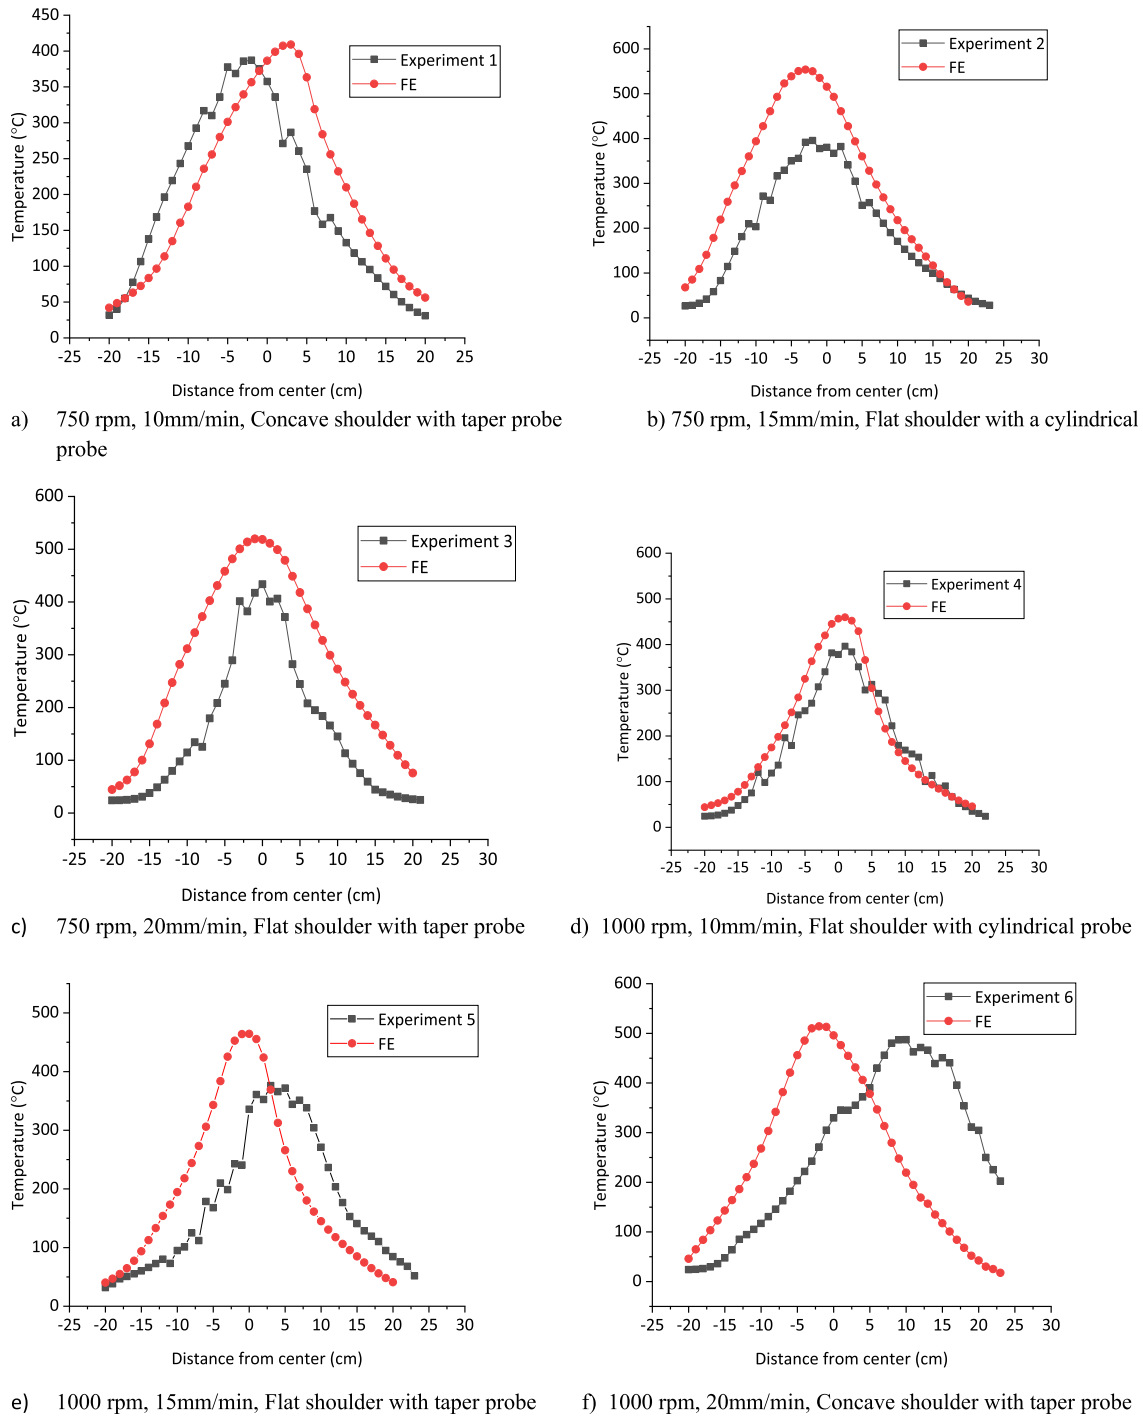 450
400
350
300
250
200
150
100
50
0
Temperature (°C)
Experiment 1
FE
-25 -20 -15 -10 -5 0 5 10 15 20 25
Distance from center (cm)
a) 750 rpm, 10mm/min, Concave shoulder with taper probe
probe
600
500
400
300
200
100
0
Temperature (°C)
Experiment 2
FE
-25 -20 -15 -10 -5 0 5 10 15 20 25 30
Distance from center (cm)
b) 750 rpm, 15mm/min, Flat shoulder with a cylindrical
600
500
400
300
200
100
0
Temperature (°C)
Experiment 3
FE
-25 -20 -15 -10 -5 0 5 10 15 20 25 30
Distance from center (cm)
c) 750 rpm, 20mm/min, Flat shoulder with taper probe
600
500
400
300
200
100
0
Temperature (°C)
Experiment 4
FE
-25 -20 -15 -10 -5 0 5 10 15 20 25 30
Distance from center (cm)
d) 1000 rpm, 10mm/min, Flat shoulder with cylindrical probe
500
400
300
200
100
0
Temperature (°C)
Experiment 5
FE
-25 -20 -15 -10 -5 0 5 10 15 20 25 30
Distance from center (cm)
e) 1000 rpm, 15mm/min, Flat shoulder with taper probe
600
500
400
300
200
100
0
Temperature (°C)
Experiment 6
FE
-25 -20 -15 -10 -5 0 5 10 15 20 25 30
Distance from center (cm)
f) 1000 rpm, 20mm/min, Concave shoulder with taper probe